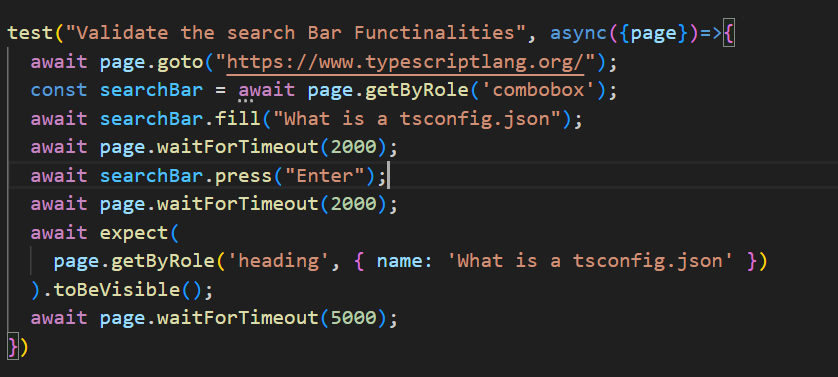 test("Validate the search Bar Functinalities", async({page})=>{
await page.goto("https://www.typescriptlang.org/");
const searchBar = await page.getByRole('combobox');
await searchBar.fill("What is a tsconfig.json");
await page.waitForTimeout(2000);
await searchBar.press("Enter");
await page.waitForTimeout(2000);
await expect(
page.getByRole('heading', { name: 'What is a tsconfig.json' })
).toBeVisible();
await page.waitForTimeout(5000);
})